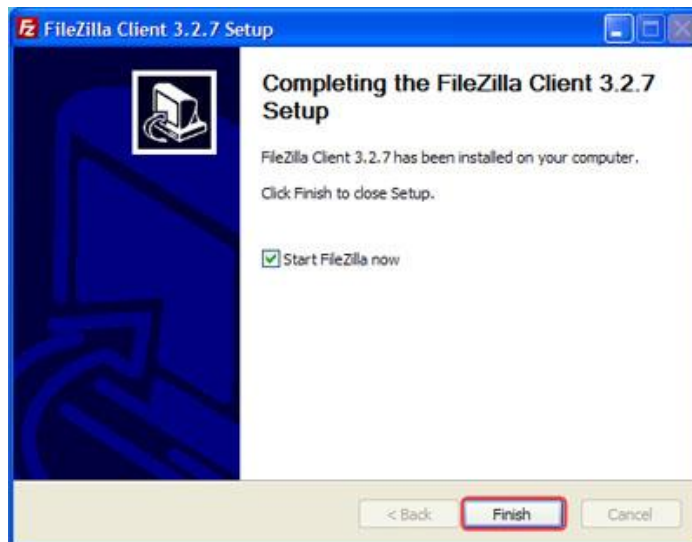 FileZilla Client 3.2.7 Setup
Completing the FileZilla Client 3.2.7
Setup
FileZilla Client 3.2.7 has been installed on your computer.
Click Finish to close Setup.
Start FileZilla now
< Back Finish Cancel